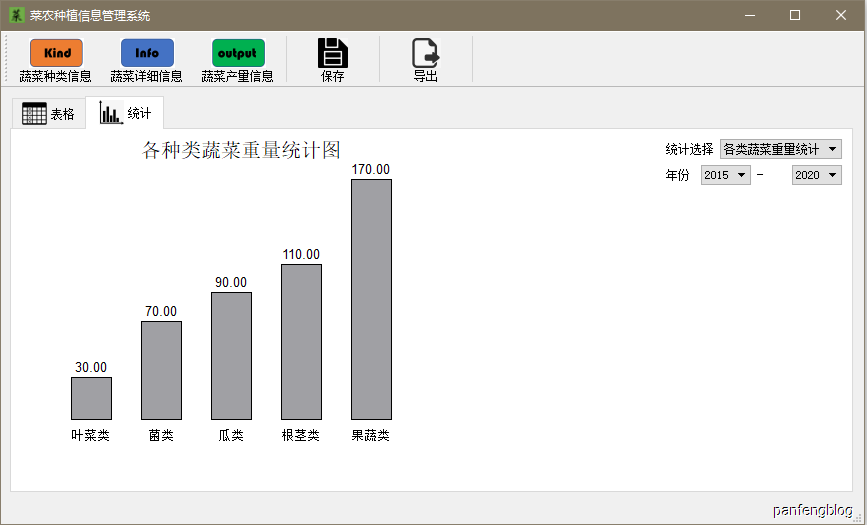 菜 菜农种植信息管理系统
Kind Info output
蔬菜种类信息 蔬菜详细信息 蔬菜产量信息 保存 导出
表格 统计
各种类蔬菜重量统计图
统计选择 各类蔬菜重量统计
年份 2015 - 2020
170.00
110.00
90.00
70.00
30.00
叶菜类 菌类 瓜类 根茎类 果蔬类
panfengblog